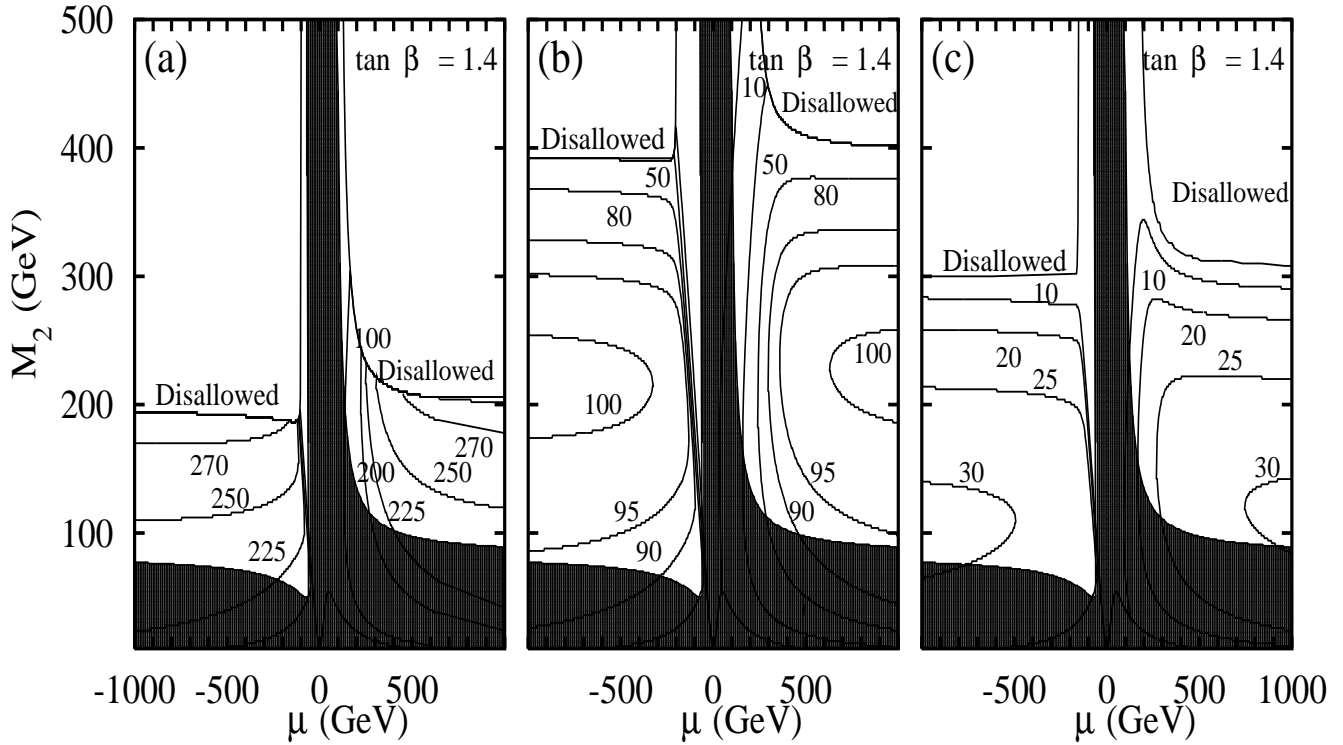 500
400
300
200
100
M_2 (GeV)
(a)
tan β = 1.4
Disallowed
100
Disallowed
270
250
225
200
270
250
225
-1000 -500 0 500
μ (GeV)
(b)
tan β = 1.4
10
Disallowed
Disallowed
50
50
80
80
100
100
95
95
90
90
-500 0 500
μ (GeV)
(c)
tan β = 1.4
Disallowed
Disallowed
10
10
20
20
25
25
30
30
-500 0 500 1000
μ (GeV)